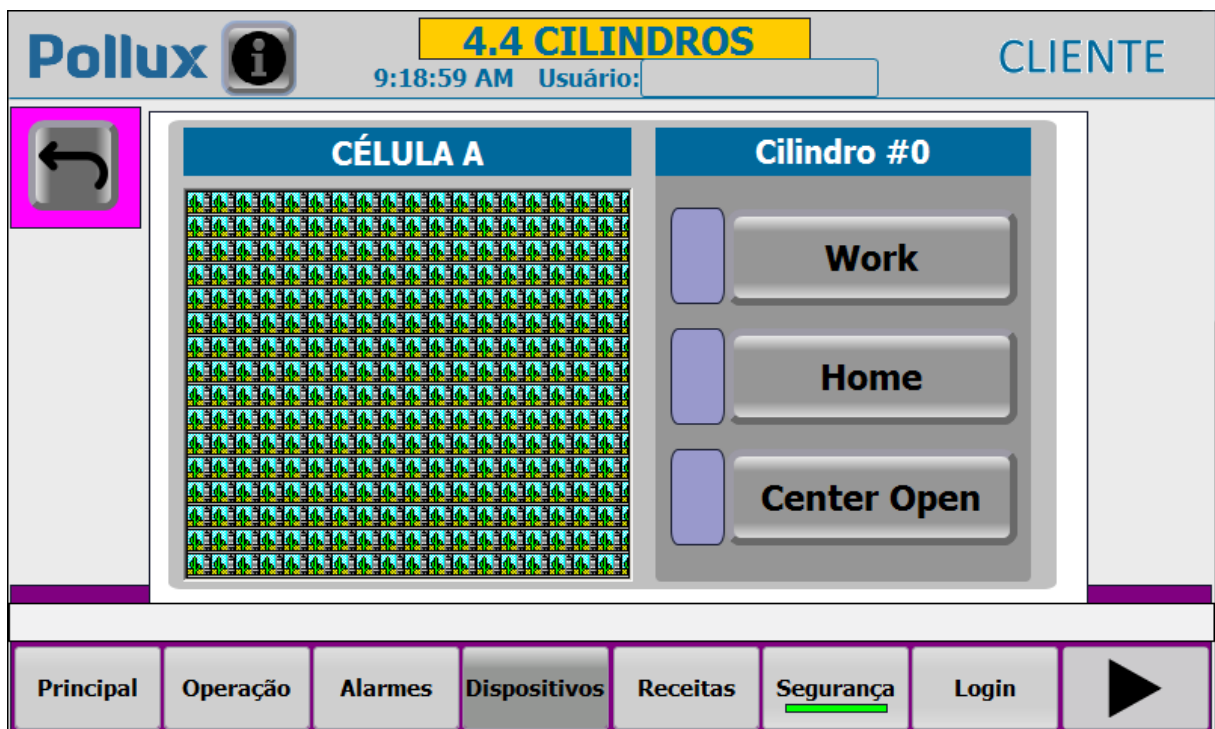 Pollux
4.4 CILINDROS
9:18:59 AM Usuário:
CLIENTE
CÉLULA A
Cilindro #0
Work
Home
Center Open
Principal
Operação
Alarmes
Dispositivos
Receitas
Segurança
Login